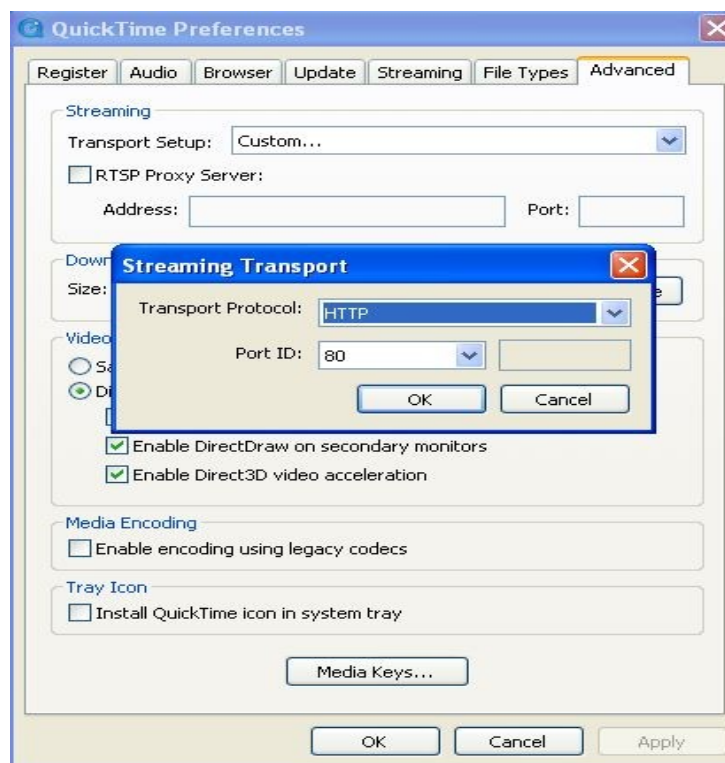 QuickTime Preferences
Register Audio Browser Update Streaming File Types Advanced
Streaming
Transport Setup: Custom...
RTSP Proxy Server:
Address: Port:
Down
Size:
Streaming Transport
Transport Protocol: HTTP
Port ID: 80
OK Cancel
Video
Enable DirectDraw on secondary monitors
Enable Direct3D video acceleration
Media Encoding
Enable encoding using legacy codecs
Tray Icon
Install QuickTime icon in system tray
Media Keys...
OK Cancel Apply